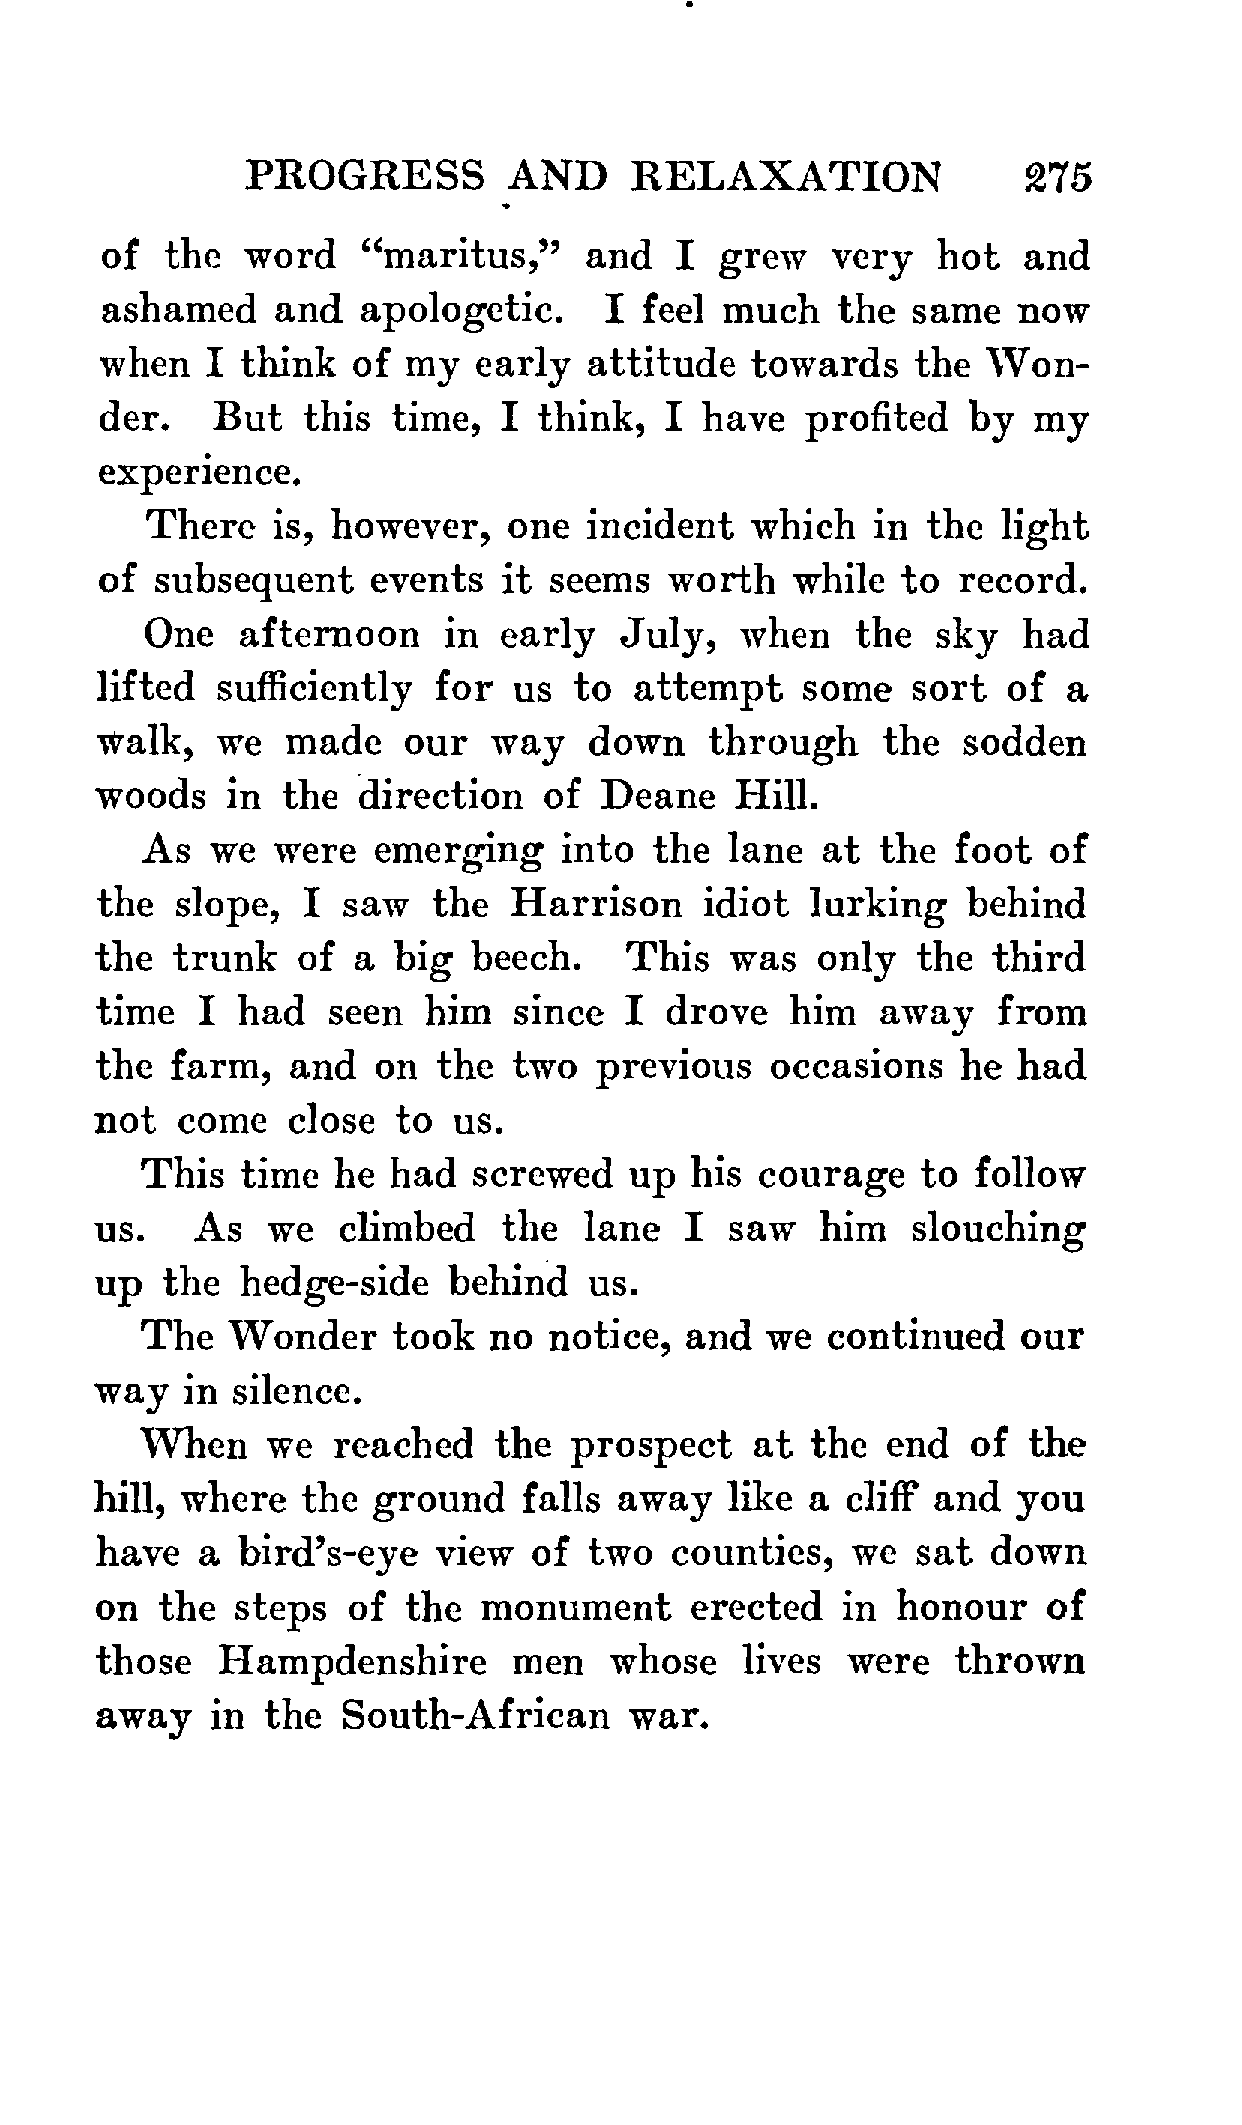 PROGRESS AND RELAXATION 275
of the word “maritus,” and I grew very hot and
ashamed and apologetic. I feel much the same now
when I think of my early attitude towards the Won-
der. But this time, I think, I have profited by my
experience.
There is, however, one incident which in the light
of subsequent events it seems worth while to record.
One afternoon in early July, when the sky had
lifted sufficiently for us to attempt some sort of a
walk, we made our way down through the sodden
woods in the direction of Deane Hill.
As we were emerging into the lane at the foot of
the slope, I saw the Harrison idiot lurking behind
the trunk of a big beech. This was only the third
time I had seen him since I drove him away from
the farm, and on the two previous occasions he had
not come close to us.
This time he had screwed up his courage to follow
us. As we climbed the lane I saw him slouching
up the hedge-side behind us.
The Wonder took no notice, and we continued our
way in silence.
When we reached the prospect at the end of the
hill, where the ground falls away like a cliff and you
have a bird’s-eye view of two counties, we sat down
on the steps of the monument erected in honour of
those Hampdenshire men whose lives were thrown
away in the South-African war.